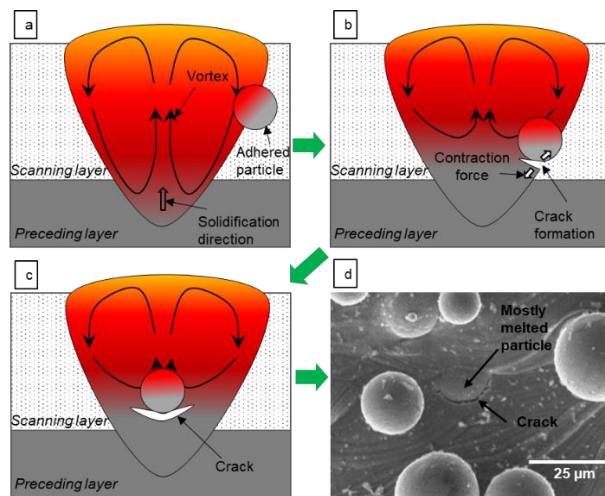 a
Vortex
Adhered
particle
Scanning layer
Solidification
direction
Preceding layer
b
Contraction
force
Scanning layer
Crack
formation
Preceding layer
c
Scanning layer
Crack
Preceding layer
d
Mostly
melted
particle
Crack
25 µm